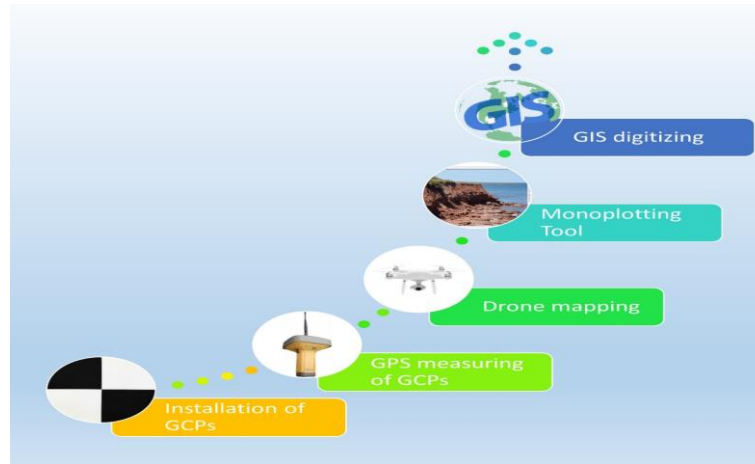 GIS
GIS digitizing
Monoplotting
Tool
Drone mapping
GPS measuring
of GCPs
Installation of
GCPs